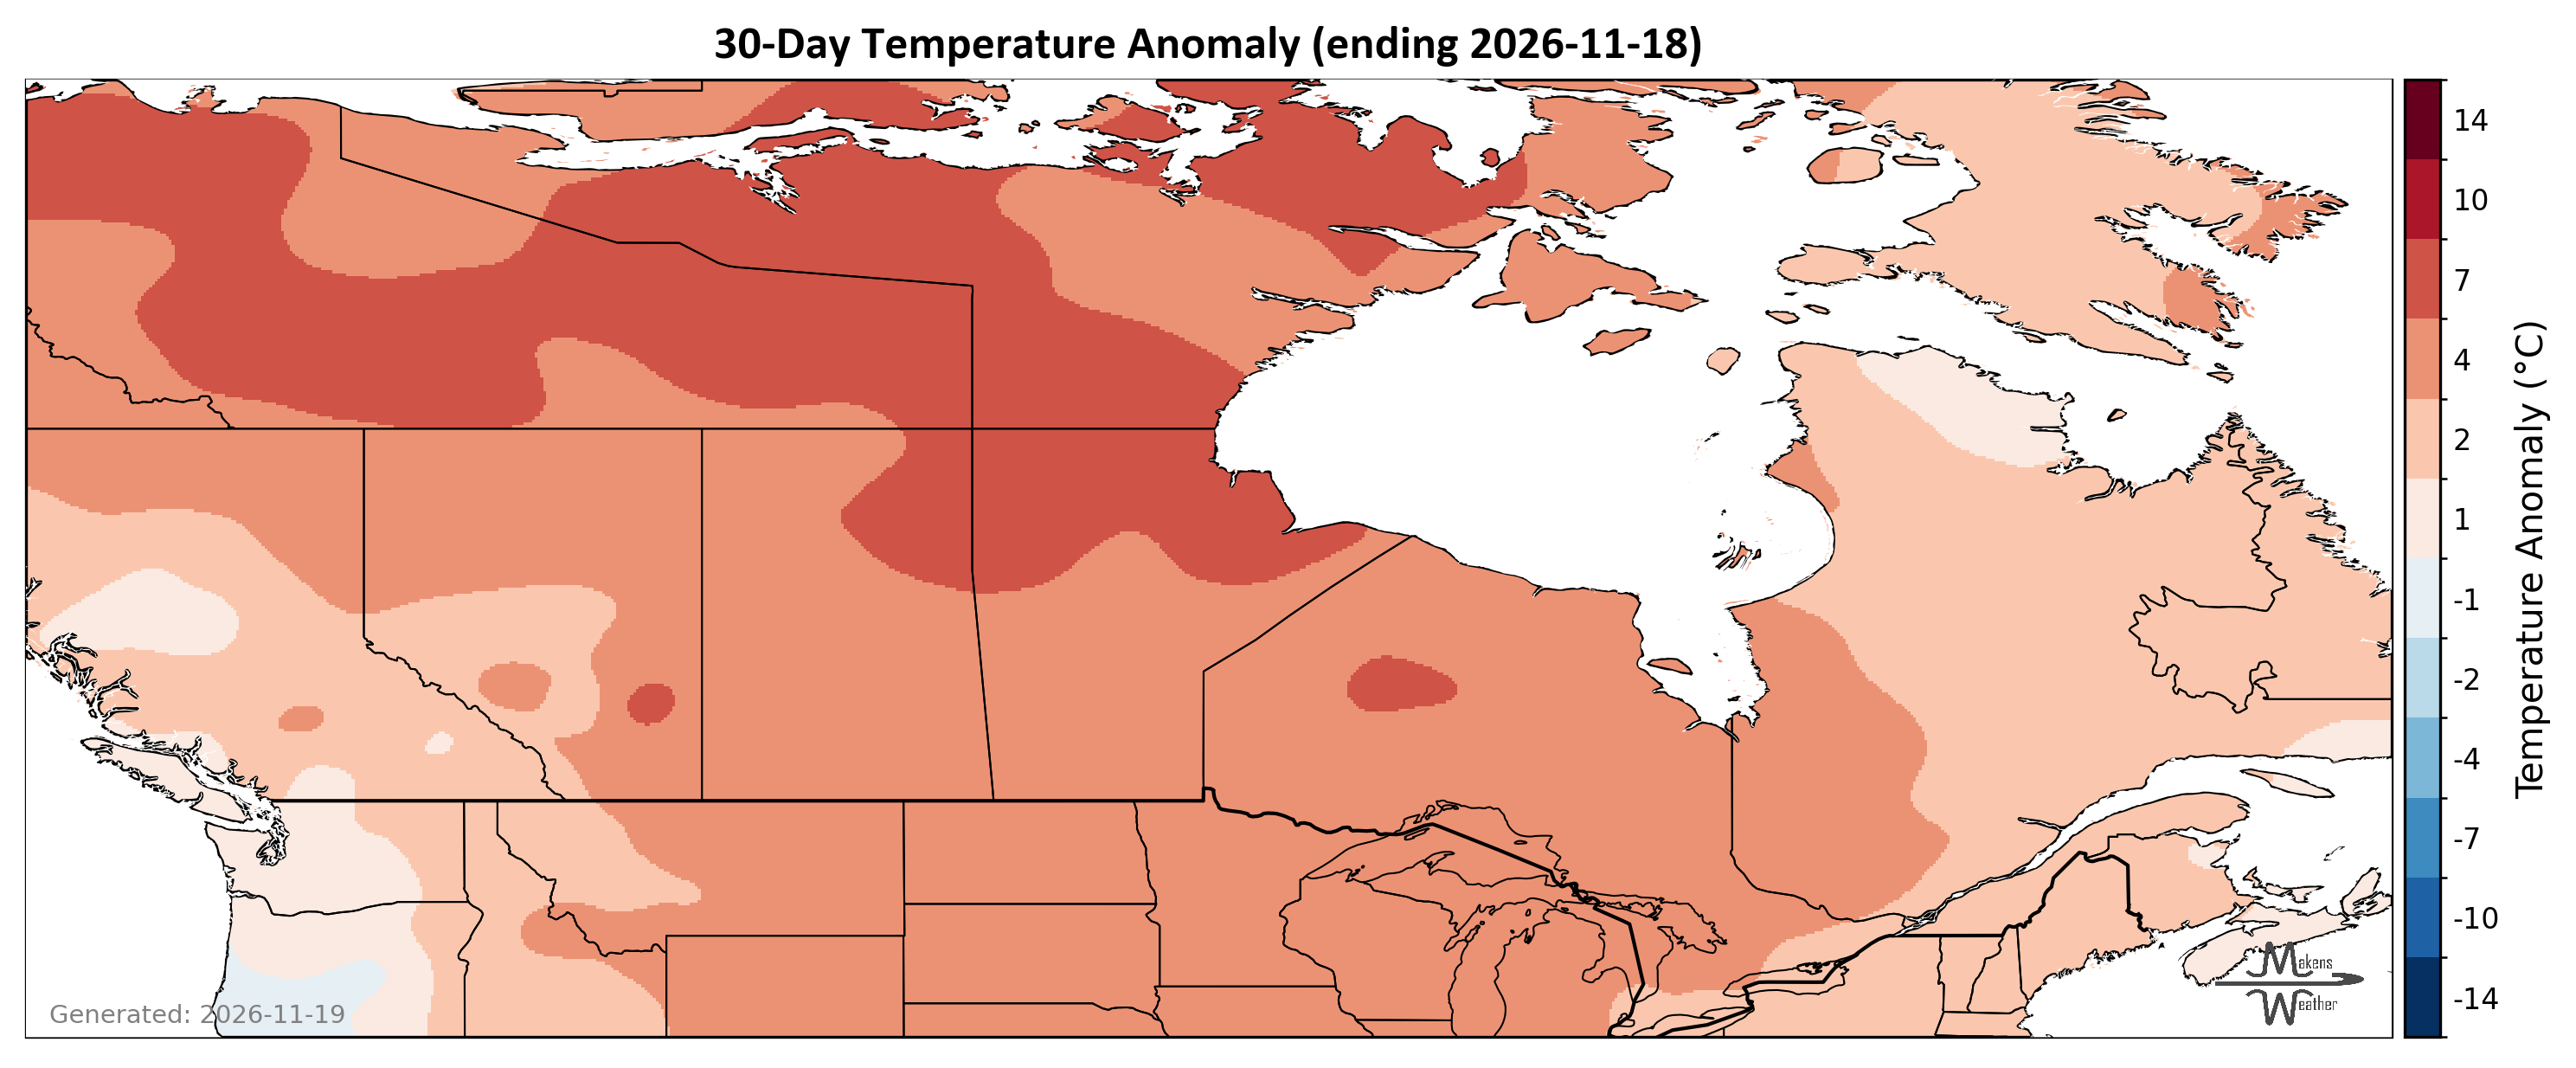 30-Day Temperature Anomaly (ending 2026-11-18)
14
10
7
4
2
1
-1
-2
-4
-7
-10
-14
Temperature Anomaly (°C)
Generated: 2026-11-19
Makens
Weather